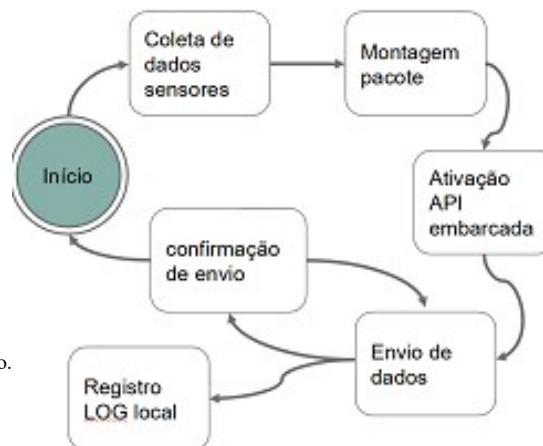 Coleta de
dados
sensores
Montagem
pacote
Início
Ativação
API
embarcada
confirmação
de envio
Envio de
dados
o.
Registro
LOG local